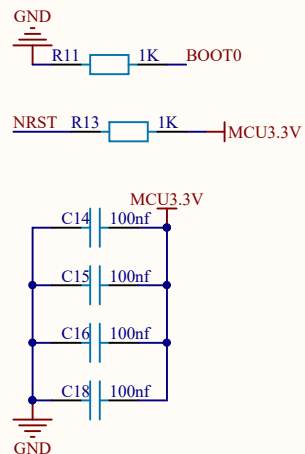 GND
R11 1K BOOT0
NRST R13 1K MCU3.3V
MCU3.3V
C14 100nf
C15 100nf
C16 100nf
C18 100nf
GND